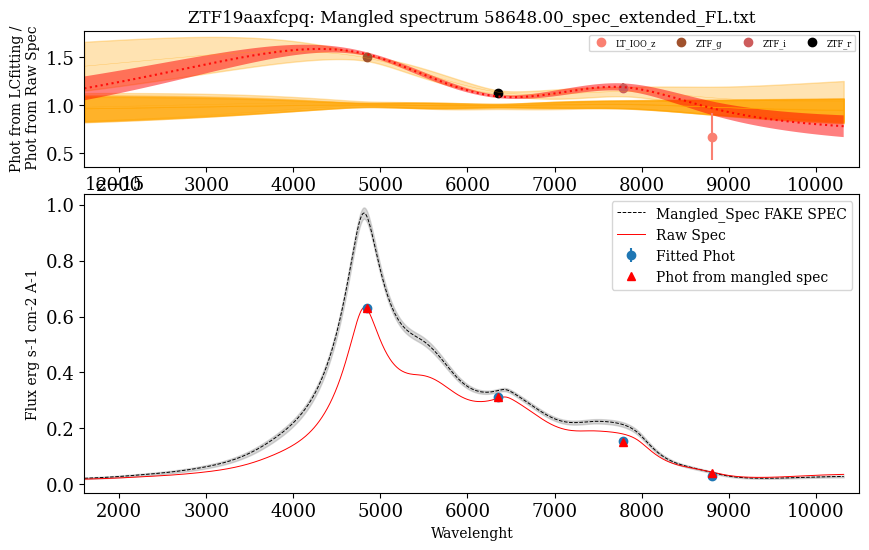 ZTF19aaxfcpq: Mangled spectrum 58648.00_spec_extended_FL.txt
Phot from LCfitting /
Phot from Raw Spec
1.5
1.0
0.5
LT_IOO_z
ZTF_g
ZTF_i
ZTF_r
2000 3000 4000 5000 6000 7000 8000 9000 10000
1e−15
Flux erg s-1 cm-2 A-1
1.0
0.8
0.6
0.4
0.2
0.0
Mangled_Spec FAKE SPEC
Raw Spec
Fitted Phot
Phot from mangled spec
2000 3000 4000 5000 6000 7000 8000 9000 10000
Wavelenght